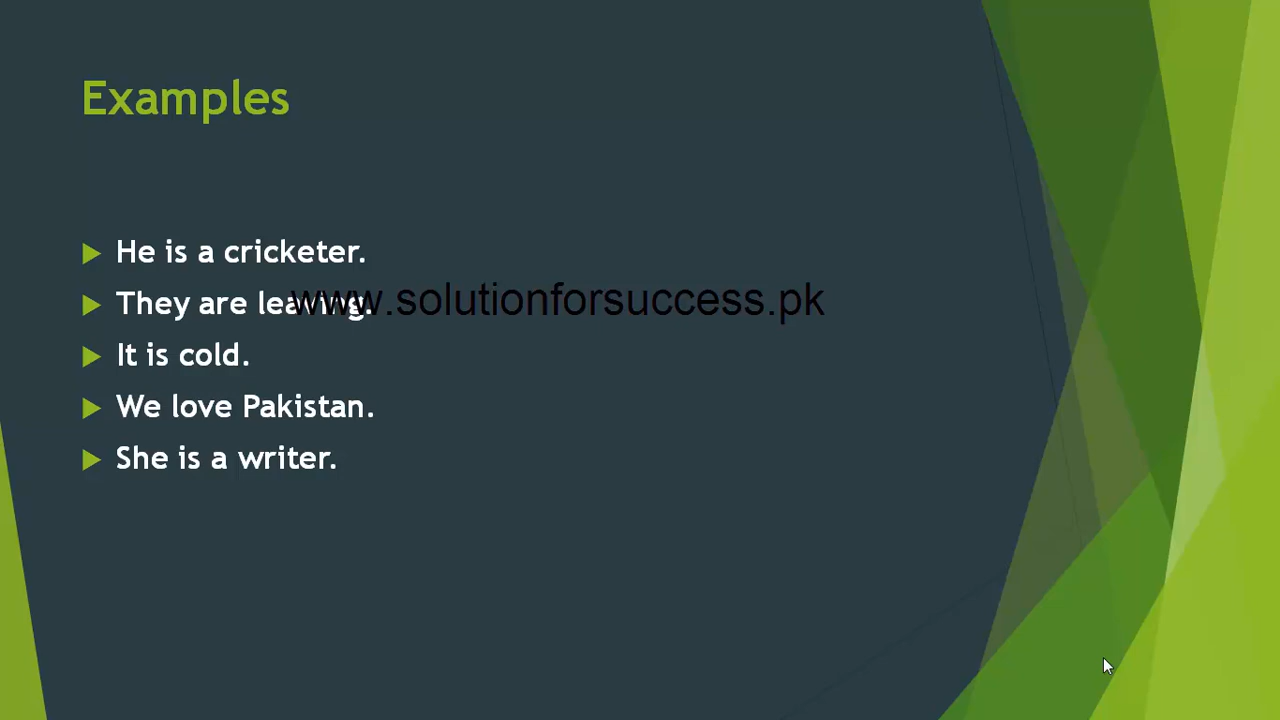 Examples
He is a cricketer.
They are leaving.
www.solutionforsuccess.pk
It is cold.
We love Pakistan.
She is a writer.